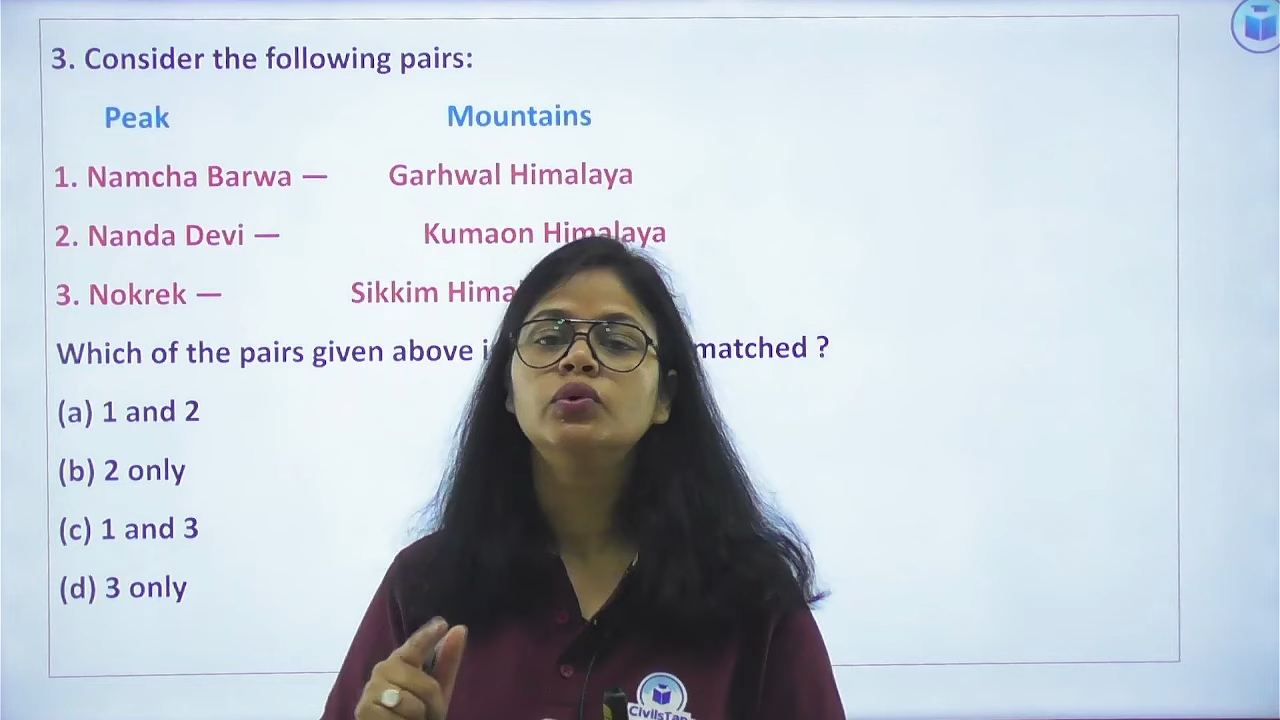 3. Consider the following pairs:
Peak Mountains
1. Namcha Barwa — Garhwal Himalaya
2. Nanda Devi — Kumaon Himalaya
3. Nokrek — Sikkim Hima
Which of the pairs given above matched ?
(a) 1 and 2
(b) 2 only
(c) 1 and 3
(d) 3 only
CivilsTap